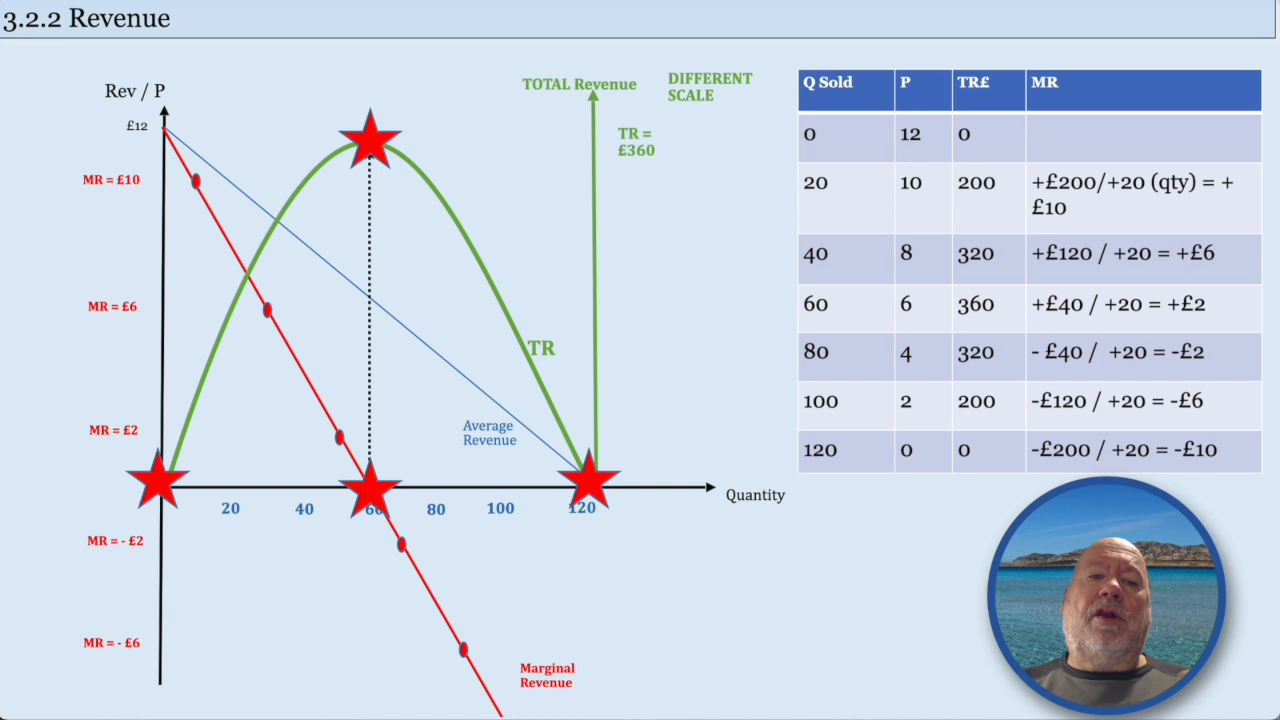 3.2.2 Revenue
Rev / P
£12
MR = £10
MR = £6
MR = £2
MR = - £2
MR = - £6
TOTAL Revenue
DIFFERENT
SCALE
TR =
£360
TR
Average
Revenue
20 40 60 80 100 120
Quantity
Marginal
Revenue
Q Sold P TR£ MR
0 12 0
20 10 200 +£200/+20 (qty) = +
£10
40 8 320 +£120 / +20 = +£6
60 6 360 +£40 / +20 = +£2
80 4 320 - £40 / +20 = -£2
100 2 200 -£120 / +20 = -£6
120 0 0 -£200 / +20 = -£10